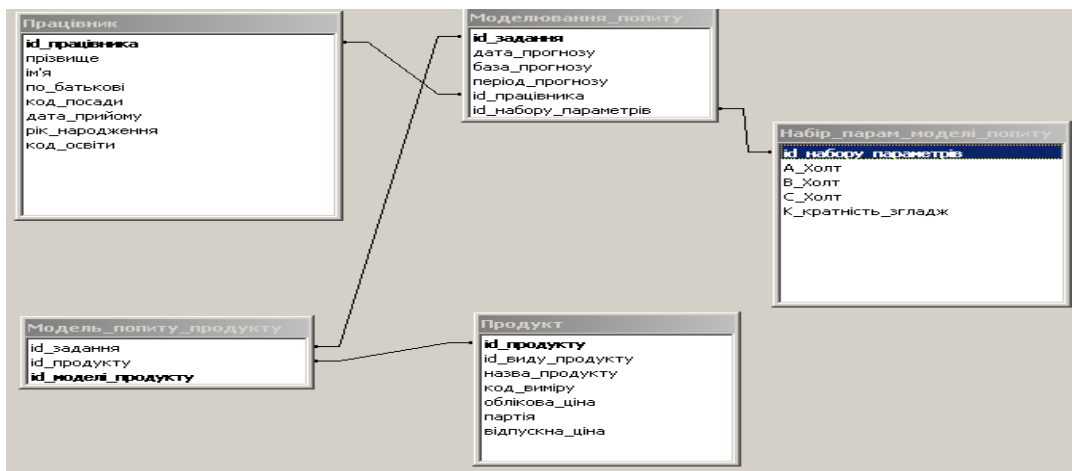 Працівник
id_працівника
прізвище
ім'я
по_батькові
код_посади
дата_прийому
рік_народження
код_освіти
Моделювання_попиту
id_задання
дата_прогнозу
база_прогнозу
період_прогнозу
id_працівника
id_набору_параметрів
Набір_парам_моделі_попиту
id_набору_параметрів
А_Холт
В_Холт
С_Холт
К_кратність_згладж
Модель_попиту_продукту
id_задання
id_продукту
id_моделі_продукту
Продукт
id_продукту
id_виду_продукту
назва_продукту
код_виміру
облікова_ціна
партія
відпускна_ціна